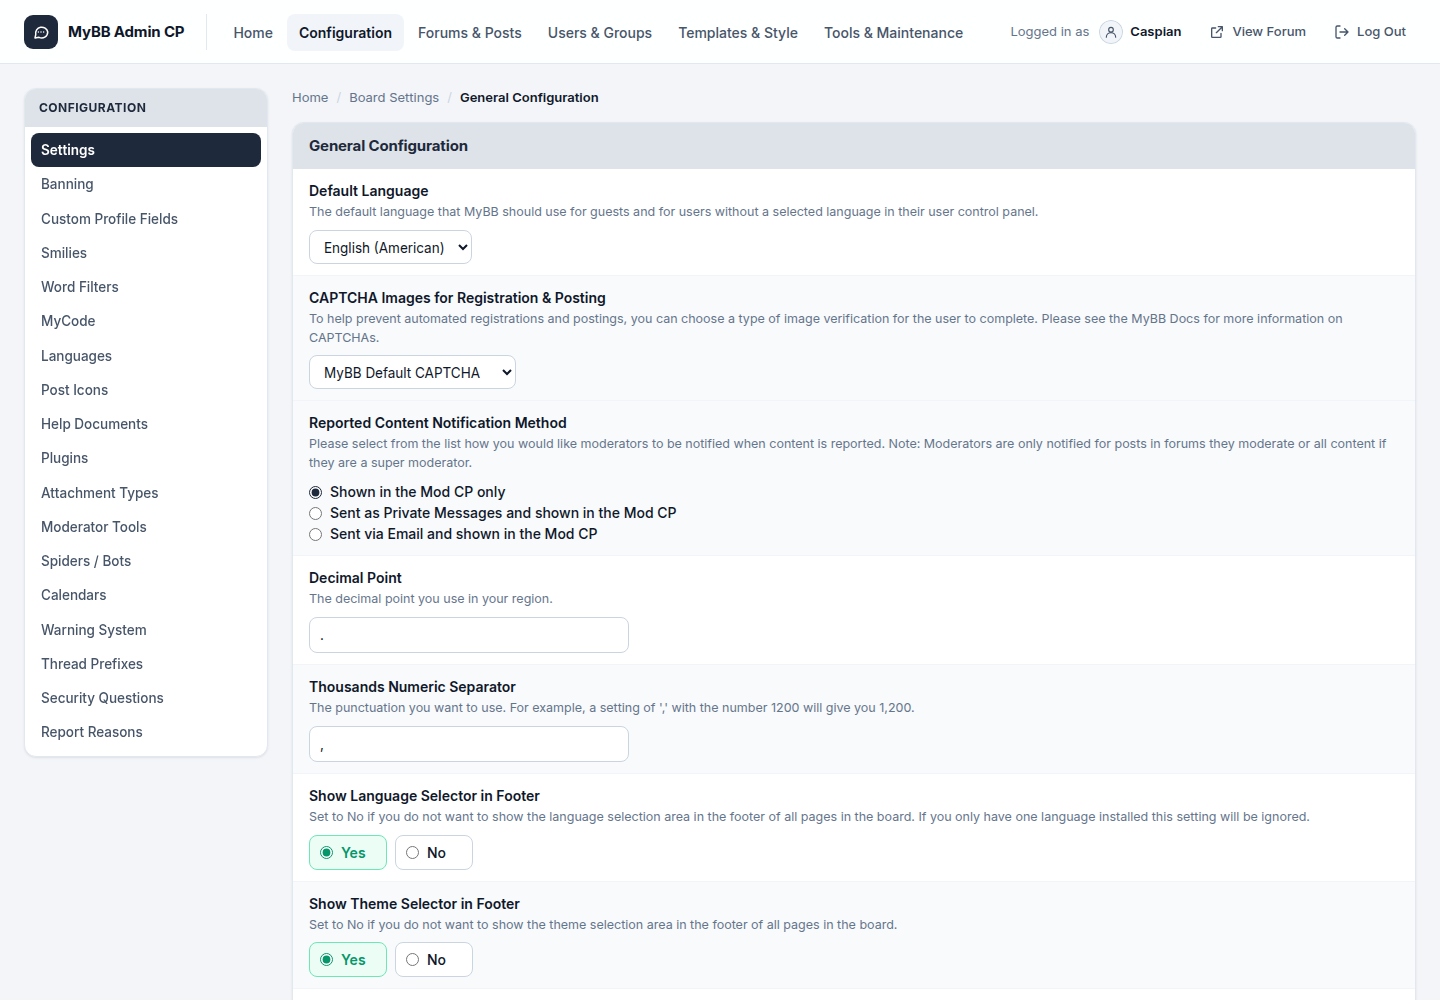 MyBB Admin CP
Home
Configuration
Forums & Posts
Users & Groups
Templates & Style
Tools & Maintenance
Logged in as
Caspian
View Forum
Log Out
CONFIGURATION
Settings
Banning
Custom Profile Fields
Smilies
Word Filters
MyCode
Languages
Post Icons
Help Documents
Plugins
Attachment Types
Moderator Tools
Spiders / Bots
Calendars
Warning System
Thread Prefixes
Security Questions
Report Reasons
Home / Board Settings / General Configuration
General Configuration
Default Language
The default language that MyBB should use for guests and for users without a selected language in their user control panel.
English (American)
CAPTCHA Images for Registration & Posting
To help prevent automated registrations and postings, you can choose a type of image verification for the user to complete. Please see the MyBB Docs for more information on
CAPTCHAs.
MyBB Default CAPTCHA
Reported Content Notification Method
Please select from the list how you would like moderators to be notified when content is reported. Note: Moderators are only notified for posts in forums they moderate or all content if
they are a super moderator.
Shown in the Mod CP only
Sent as Private Messages and shown in the Mod CP
Sent via Email and shown in the Mod CP
Decimal Point
The decimal point you use in your region.
.
Thousands Numeric Separator
The punctuation you want to use. For example, a setting of ',' with the number 1200 will give you 1,200.
,
Show Language Selector in Footer
Set to No if you do not want to show the language selection area in the footer of all pages in the board. If you only have one language installed this setting will be ignored.
Yes
No
Show Theme Selector in Footer
Set to No if you do not want to show the theme selection area in the footer of all pages in the board.
Yes
No